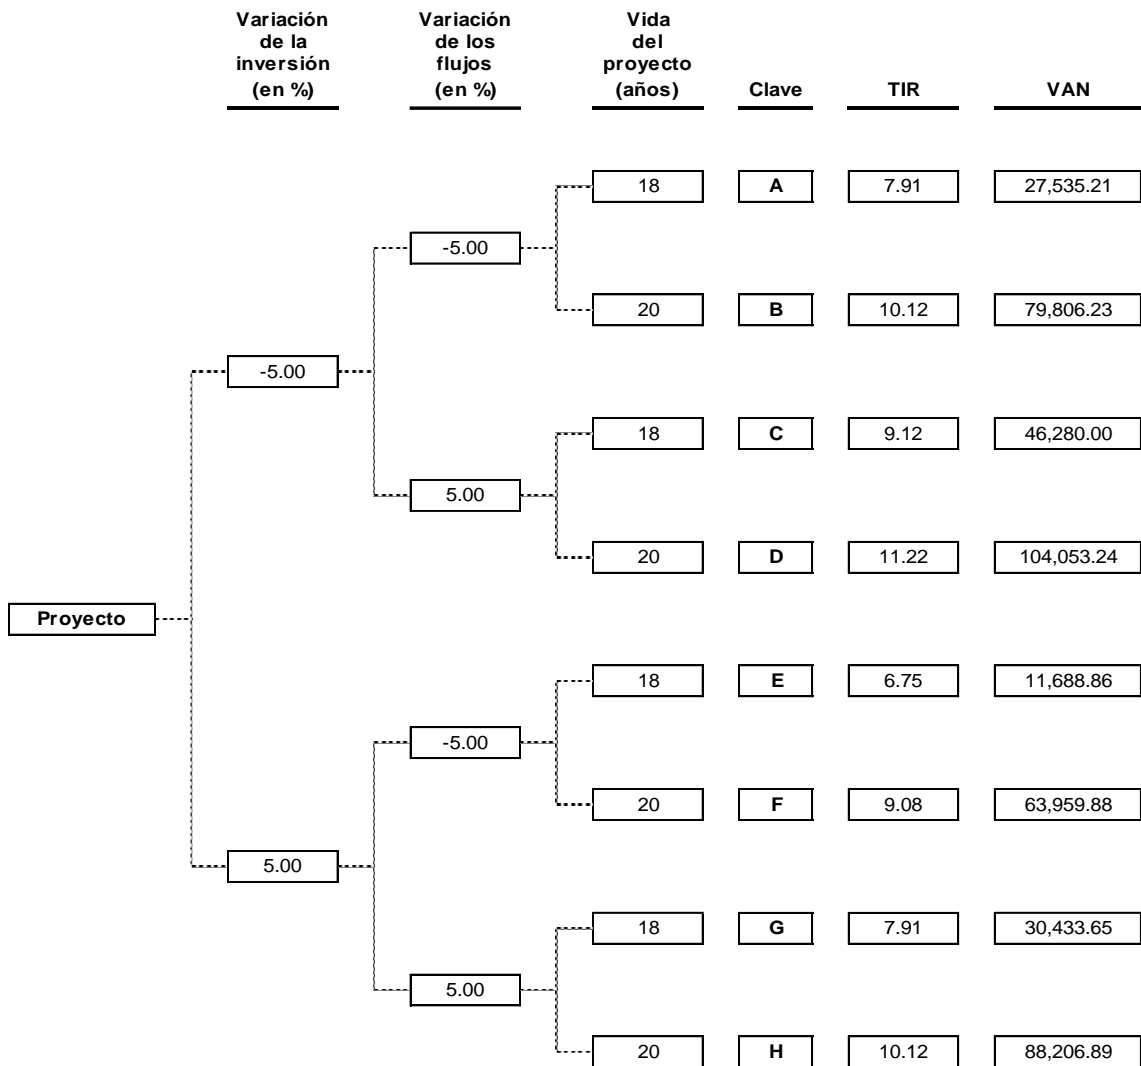 Variación de la inversión (en %)
Variación de los flujos (en %)
Vida del proyecto (años)
Clave
TIR
VAN
18 A 7.91 27,535.21
-5.00
20 B 10.12 79,806.23
-5.00
18 C 9.12 46,280.00
5.00
20 D 11.22 104,053.24
Proyecto
18 E 6.75 11,688.86
-5.00
20 F 9.08 63,959.88
5.00
18 G 7.91 30,433.65
5.00
20 H 10.12 88,206.89